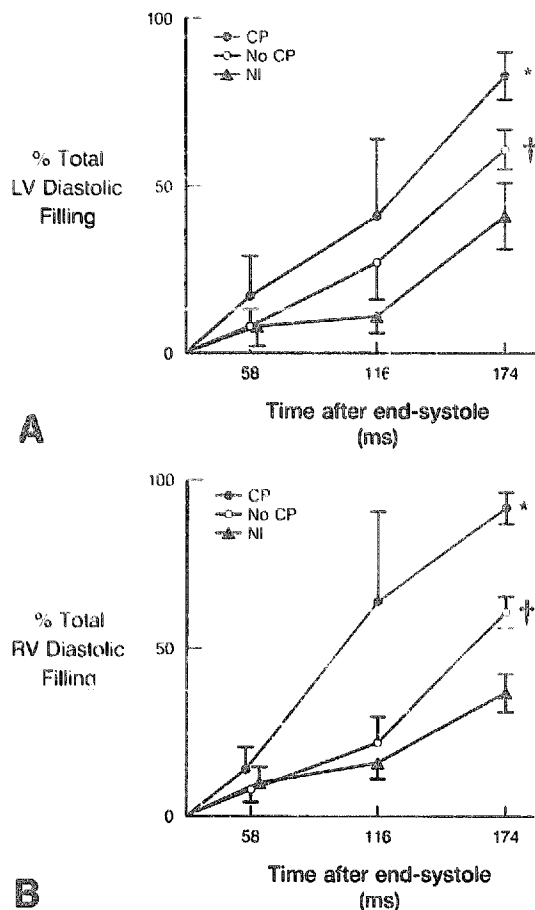 100
CP
No CP
NI
*
% Total
LV Diastolic
Filling
50
†
0
58
116
174
A
Time after end-systole
(ms)
100
CP
No CP
NI
*
% Total
RV Diastolic
Filling
50
†
0
58
116
174
Time after end-systole
(ms)
B